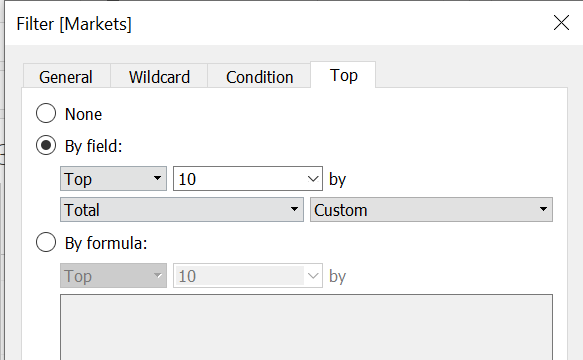 Filter [Markets]
General Wildcard Condition Top
None
By field:
Top 10 by
Total Custom
By formula:
Top 10 by